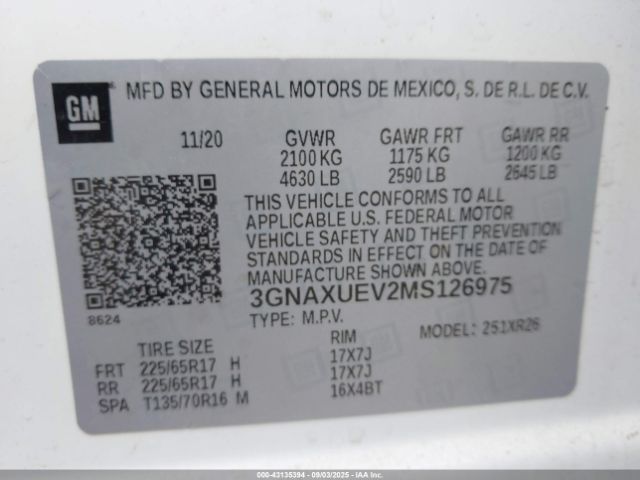 GM
MFD BY GENERAL MOTORS DE MEXICO, S. DE R.L. DE C.V.
11/20 GVWR GAWR FRT GAWR RR
2100 KG 1175 KG 1200 KG
4630 LB 2590 LB 2645 LB
THIS VEHICLE CONFORMS TO ALL
APPLICABLE U.S. FEDERAL MOTOR
VEHICLE SAFETY AND THEFT PREVENTION
STANDARDS IN EFFECT ON THE DATE OF
MANUFACTURE SHOWN ABOVE.
3GNAXUEV2MS126975
8624
TYPE: M.P.V. MODEL: 251XR26
TIRE SIZE RIM
FRT 225/65R17 H 17X7J
RR 225/65R17 H 17X7J
SPA T135/70R16 M 16X4BT
000-43135394 - 09/03/2025 - IAA Inc.